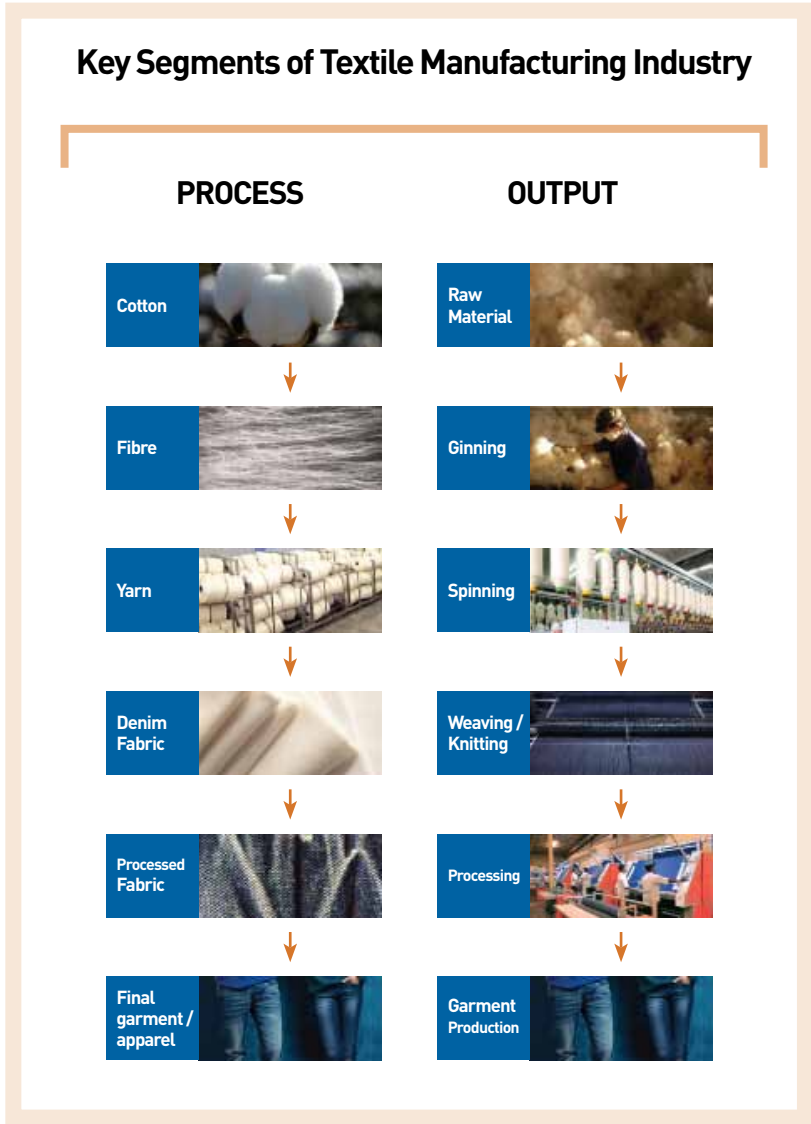 Key Segments of Textile Manufacturing Industry
PROCESS
OUTPUT
Cotton
Raw
Material
Fibre
Ginning
Yarn
Spinning
Denim
Fabric
Weaving /
Knitting
Processed
Fabric
Processing
Final
garment /
apparel
Garment
Production